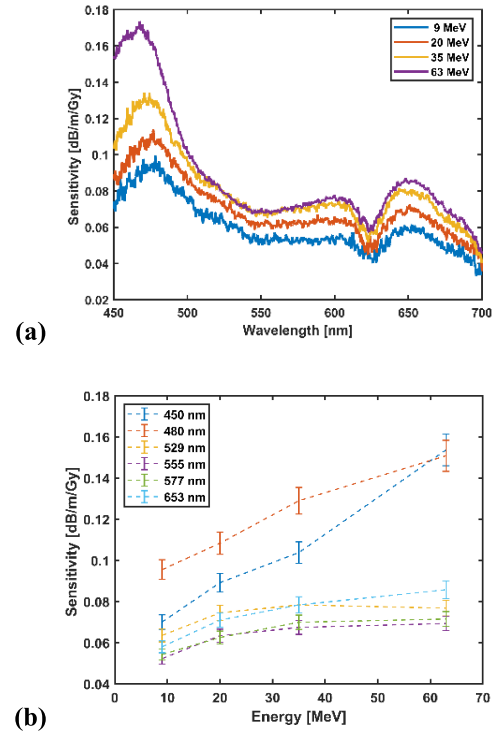 0.18
0.16
0.14
0.12
0.1
0.08
0.06
0.04
0.02
Sensitivity [dB/m/Gy]
9 MeV
20 MeV
35 MeV
63 MeV
450 500 550 600 650 700
Wavelength [nm]
(a)
0.18
0.16
0.14
0.12
0.1
0.08
0.06
0.04
Sensitivity [dB/m/Gy]
450 nm
480 nm
529 nm
555 nm
577 nm
653 nm
0 10 20 30 40 50 60 70
Energy [MeV]
(b)